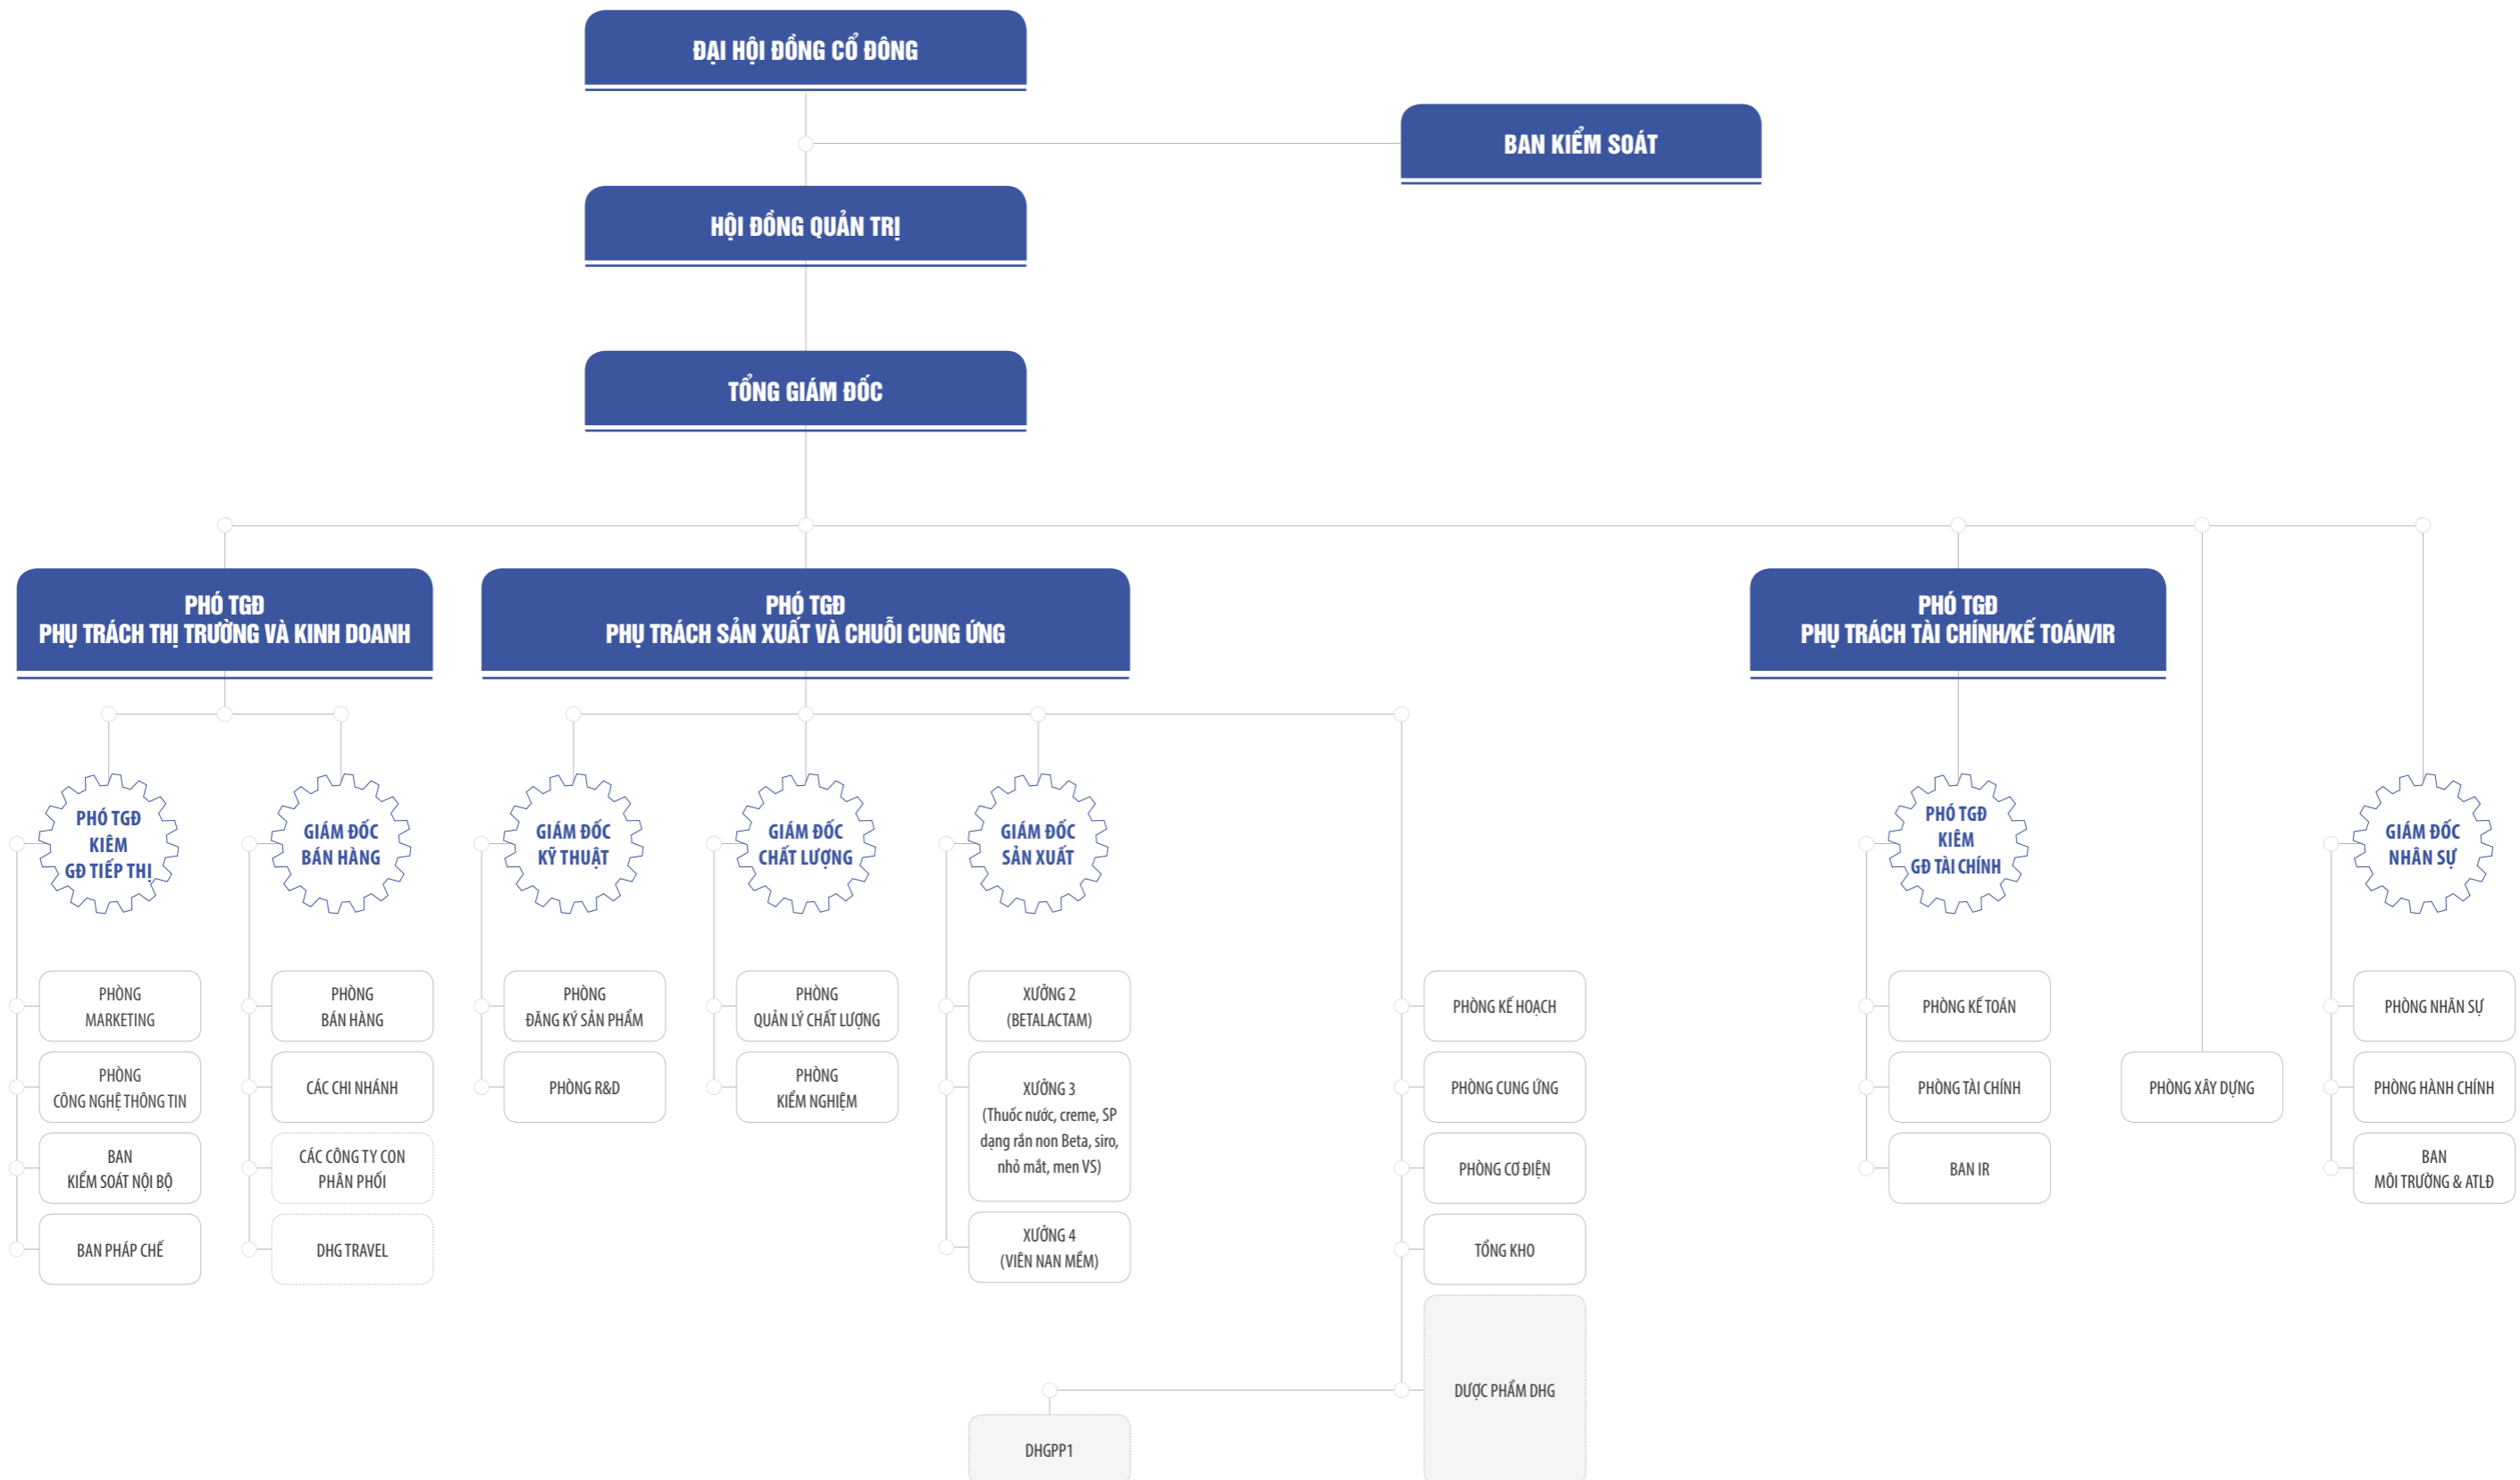 ĐẠI HỘI ĐỒNG CỔ ĐÔNG
BAN KIỂM SOÁT
HỘI ĐỒNG QUẢN TRỊ
TỔNG GIÁM ĐỐC
PHÓ TGĐ
PHỤ TRÁCH THỊ TRƯỜNG VÀ KINH DOANH
PHÓ TGĐ
PHỤ TRÁCH SẢN XUẤT VÀ CHUỖI CUNG ỨNG
PHÓ TGĐ
PHỤ TRÁCH TÀI CHÍNH/KẾ TOÁN/IR
PHÓ TGĐ
KIÊM
GĐ TIẾP THỊ
GIÁM ĐỐC
BÁN HÀNG
GIÁM ĐỐC
KỸ THUẬT
GIÁM ĐỐC
CHẤT LƯỢNG
GIÁM ĐỐC
SẢN XUẤT
PHÓ TGĐ
KIÊM
GĐ TÀI CHÍNH
GIÁM ĐỐC
NHÂN SỰ
PHÒNG
MARKETING
PHÒNG
CÔNG NGHỆ THÔNG TIN
BAN
KIỂM SOÁT NỘI BỘ
BAN PHÁP CHẾ
PHÒNG
BÁN HÀNG
CÁC CHI NHÁNH
CÁC CÔNG TY CON
PHÂN PHỐI
DHG TRAVEL
PHÒNG
ĐĂNG KÝ SẢN PHẨM
PHÒNG R&D
PHÒNG
QUẢN LÝ CHẤT LƯỢNG
PHÒNG
KIỂM NGHIỆM
XƯỞNG 2
(BETALACTAM)
XƯỞNG 3
(Thuốc nước, creme, SP
dạng rắn non Beta, siro,
nhỏ mắt, men VS)
XƯỞNG 4
(VIÊN NAN MỀM)
DHGPP1
PHÒNG KẾ HOẠCH
PHÒNG CUNG ỨNG
PHÒNG CƠ ĐIỆN
TỔNG KHO
DƯỢC PHẨM DHG
PHÒNG KẾ TOÁN
PHÒNG TÀI CHÍNH
BAN IR
PHÒNG XÂY DỰNG
PHÒNG NHÂN SỰ
PHÒNG HÀNH CHÍNH
BAN
MÔI TRƯỜNG & ATLĐ